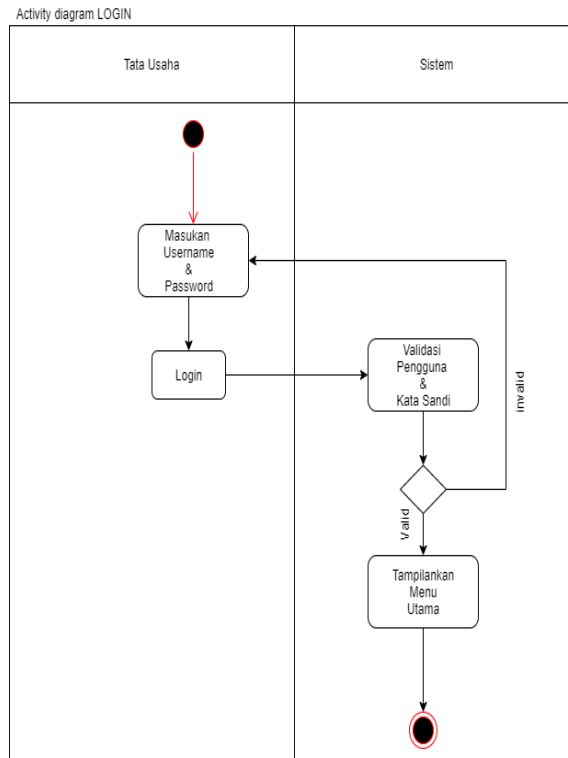 Activity diagram LOGIN
Tata Usaha
Sistem
Masukan
Username
&
Password
Login
Validasi
Pengguna
&
Kata Sandi
invalid
Valid
Tampilankan
Menu
Utama